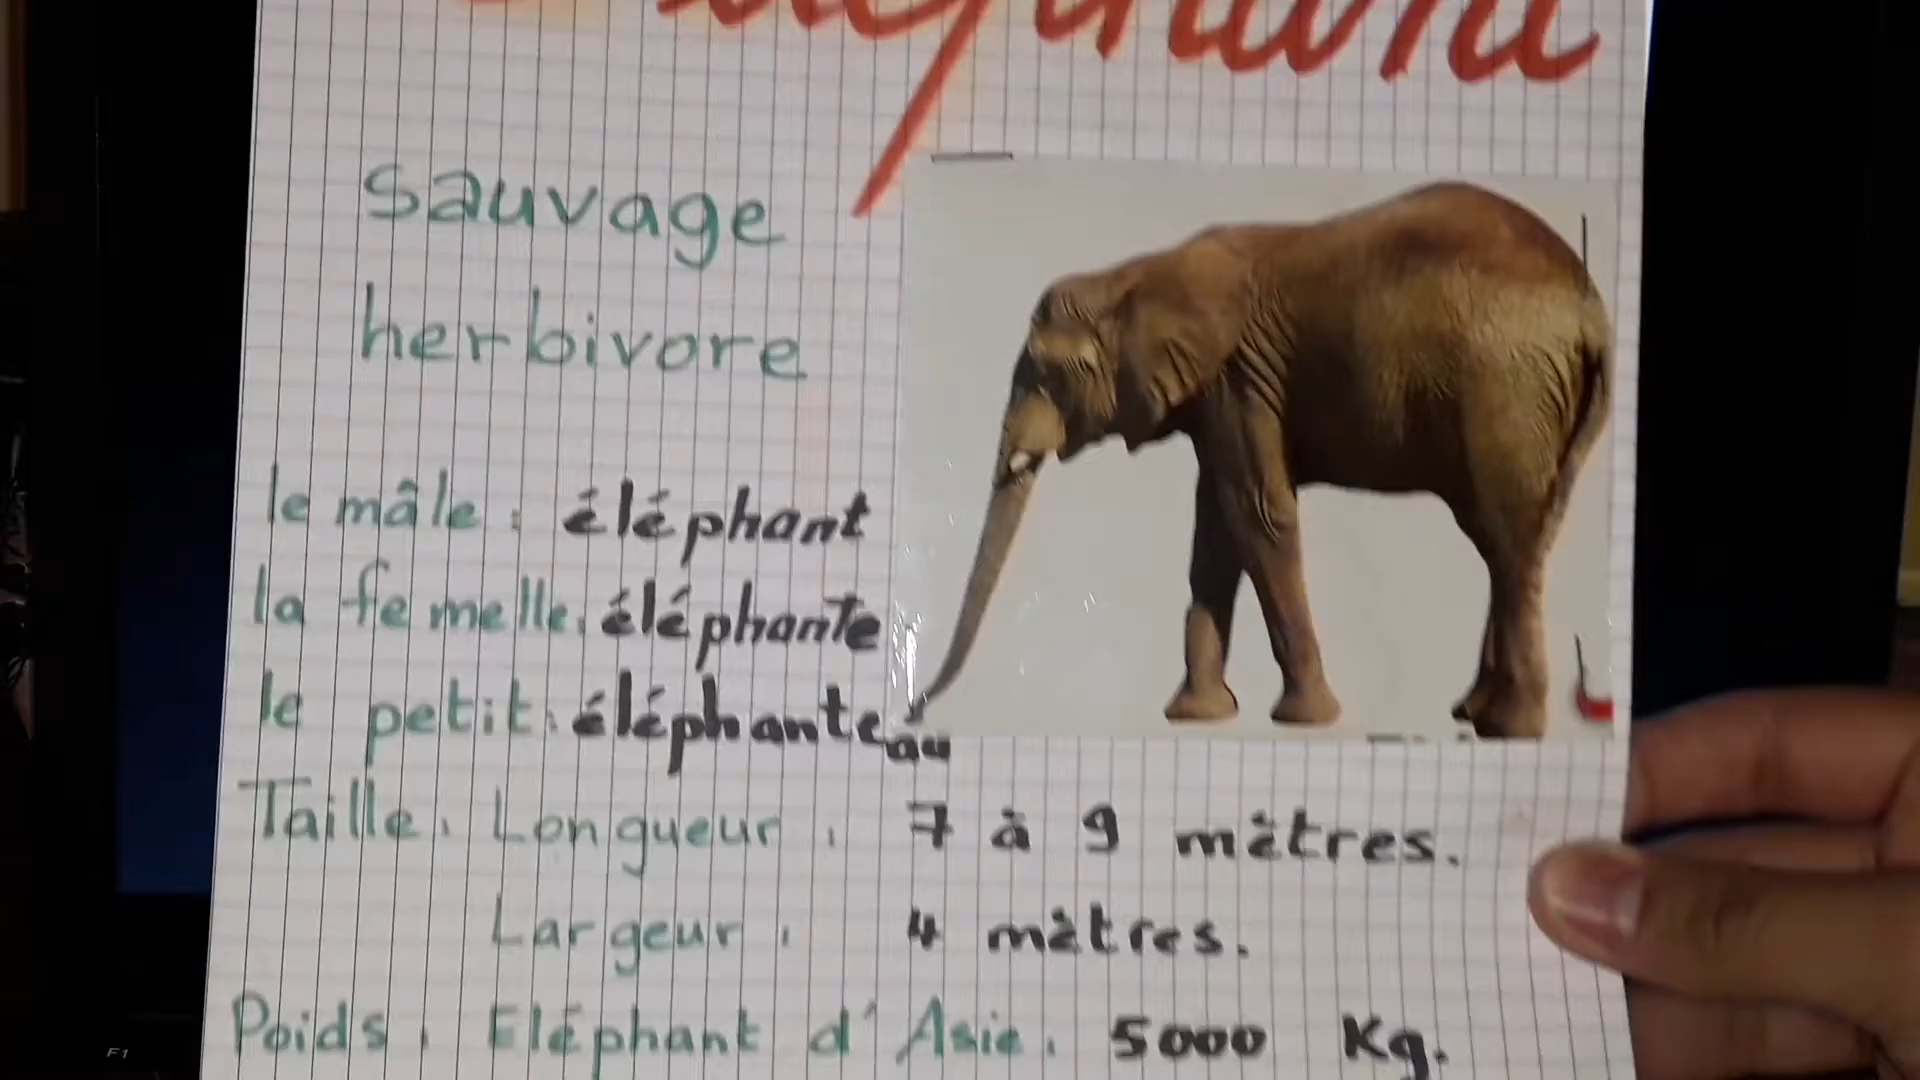 sauvage
herbivore
le mâle : éléphant
la femelle : éléphante
le petit : éléphanteau
Taille : Longueur : 7 à 9 mètres.
Largeur : 4 mètres.
Poids : Eléphant d'Asie : 5000 Kg.
F1